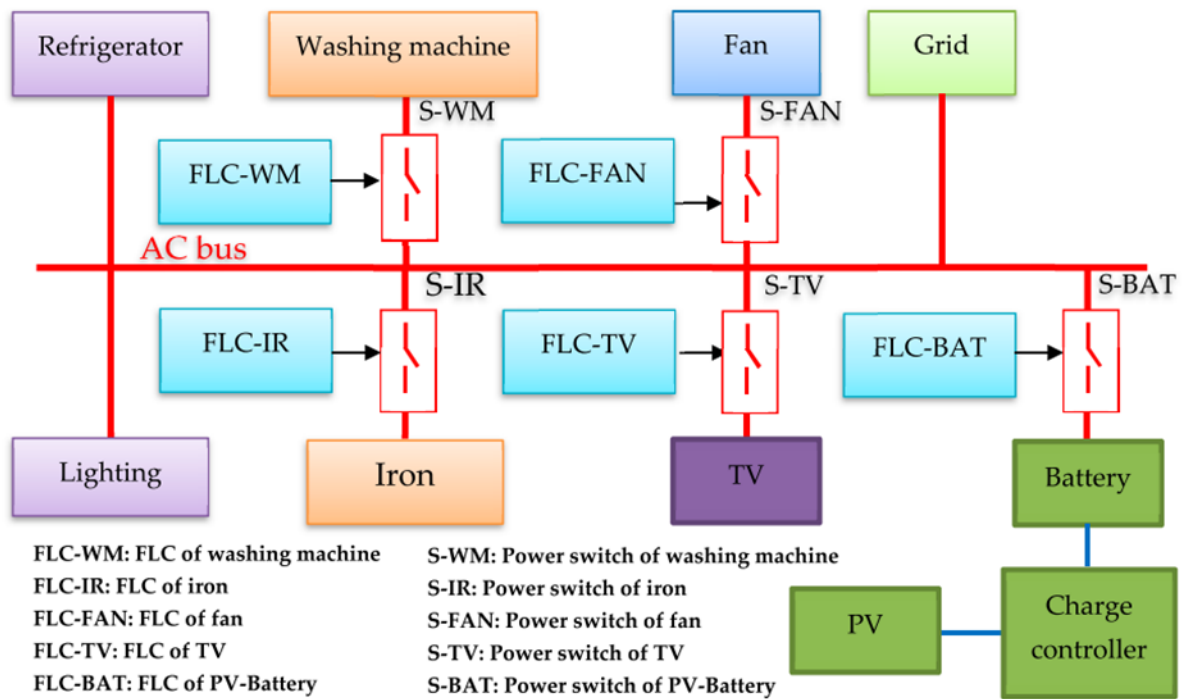 Refrigerator
Washing machine
Fan
Grid
S-WM
S-FAN
FLC-WM
FLC-FAN
AC bus
S-IR
S-TV
S-BAT
FLC-IR
FLC-TV
FLC-BAT
Lighting
Iron
TV
Battery
FLC-WM: FLC of washing machine
FLC-IR: FLC of iron
FLC-FAN: FLC of fan
FLC-TV: FLC of TV
FLC-BAT: FLC of PV-Battery
S-WM: Power switch of washing machine
S-IR: Power switch of iron
S-FAN: Power switch of fan
S-TV: Power switch of TV
S-BAT: Power switch of PV-Battery
PV
Charge
controller